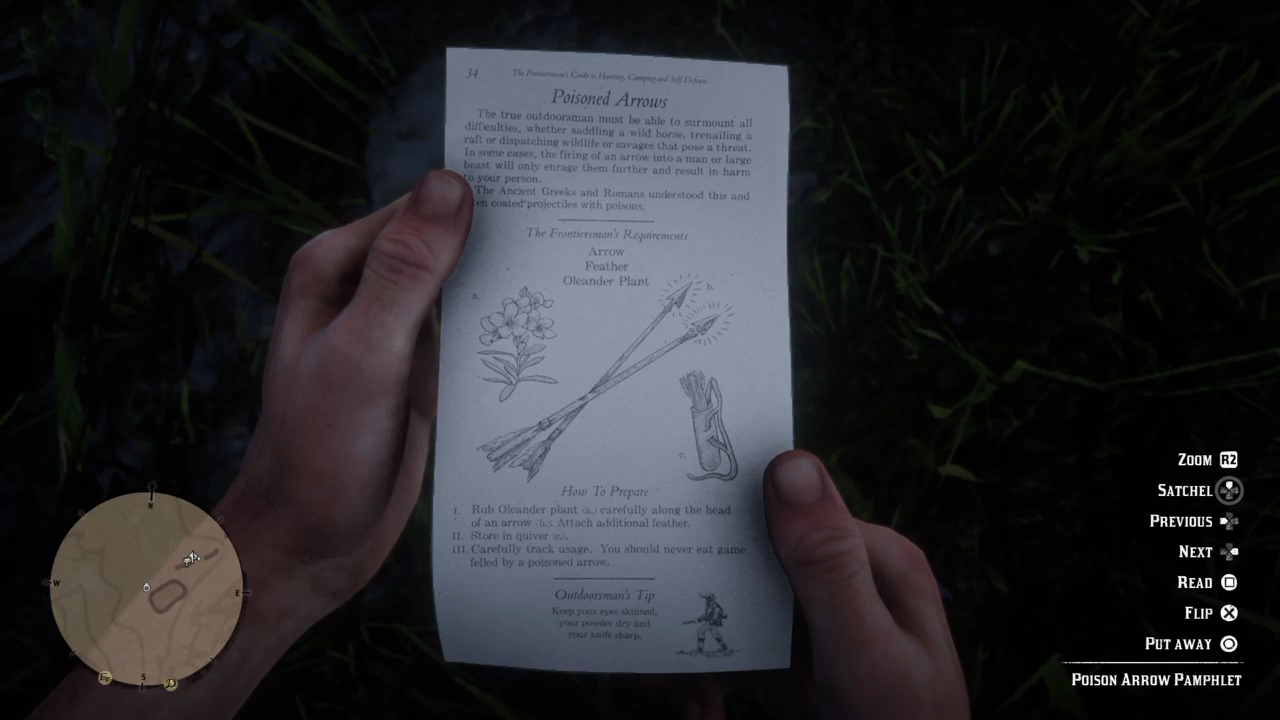 34 The Frontiersman's Guide to Hunting, Camping and Self Defense
Poisoned Arrows
The true outdoorsman must be able to surmount all
difficulties, whether saddling a wild horse, trenailing a
raft or dispatching wildlife or savages that pose a threat.
In some cases, the firing of an arrow into a man or large
beast will only enrage them further and result in harm
to your person.
The Ancient Greeks and Romans understood this and
en coated projectiles with poisons.
The Frontiersman's Requirements
Arrow
Feather
Oleander Plant
a.
b.
c.
How To Prepare
I. Rub Oleander plant (a.) carefully along the head
of an arrow (b.). Attach additional feather.
II. Store in quiver (c.).
III. Carefully track usage. You should never eat game
felled by a poisoned arrow.
Outdoorsman's Tip
Keep your eyes skinned,
your powder dry and
your knife sharp.
ZOOM R2
SATCHEL
PREVIOUS
NEXT
READ
FLIP
PUT AWAY
POISON ARROW PAMPHLET
N
W
E
S